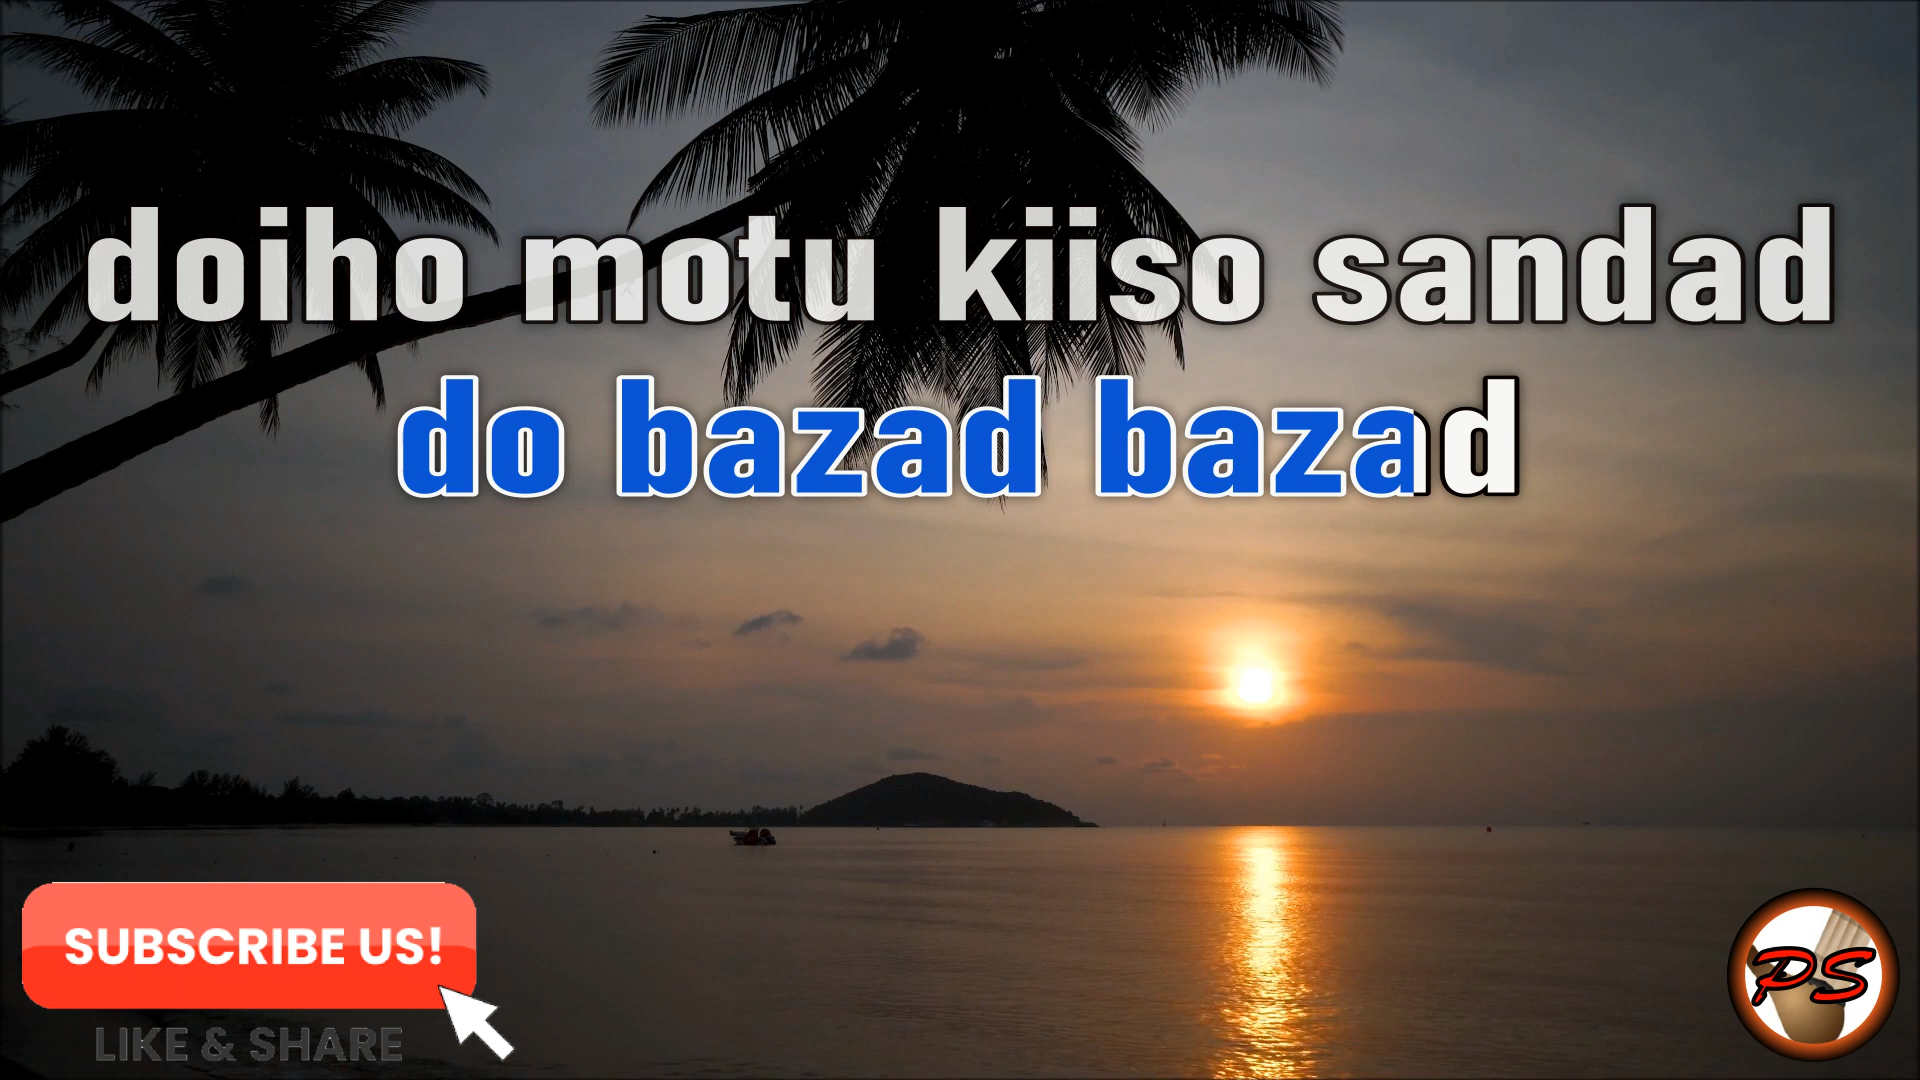 doiho motu kiiso sandad
do bazad bazad
SUBSCRIBE US!
LIKE & SHARE
PS